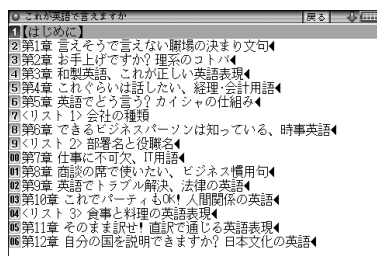 これが英語で言えますか 戻る
1【はじめに】
2第1章 言えそうで言えない職場の決まり文句◀
3第2章 お手上げですか? 理系のコトバ◀
4第3章 和製英語、これが正しい英語表現◀
5第4章 これぐらいは話したい、経理・会計用語◀
6第5章 英語でどう言う? カイシャの仕組み◀
7<リスト 1> 会社の種類
8第6章 できるビジネスパーソンは知っている、時事英語◀
9<リスト 2> 部署名と役職名◀
00第7章 仕事に不可欠、IT用語◀
01第8章 商談の席で使いたい、ビジネス慣用句◀
02第9章 英語でトラブル解決、法律の英語◀
03第10章 これでパーティもOK! 人間関係の英語◀
04<リスト 3> 食事と料理の英語表現◀
05第11章 そのまま訳せ! 直訳で通じる英語表現◀
06第12章 自分の国を説明できますか? 日本文化の英語◀